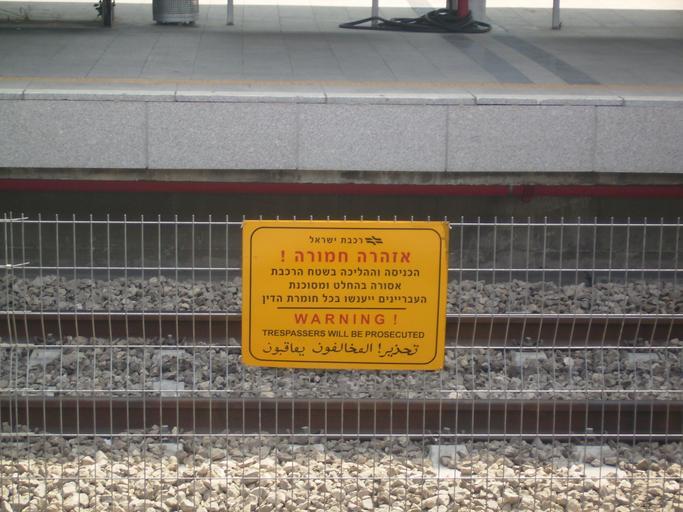 רכבת ישראל
אזהרה חמורה !
הכניסה וההליכה בשטח הרכבת
אסורה בהחלט ומסוכנת
העבריינים ייענשו בכל חומרת הדין
WARNING !
TRESPASSERS WILL BE PROSECUTED
تحذير! المخالفون يعاقبون